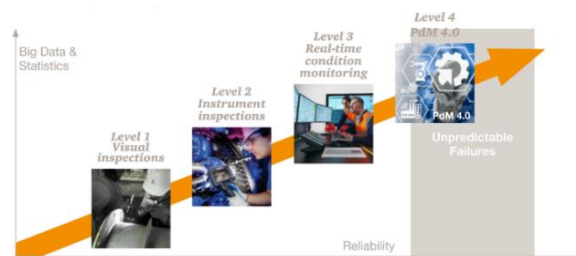 Level 4
PdM 4.0
Level 3
Real-time
condition
monitoring
Big Data &
Statistics
Level 2
Instrument
inspections
Level 1
Visual
inspections
PdM 4.0
Unpredictable
Failures
Reliability